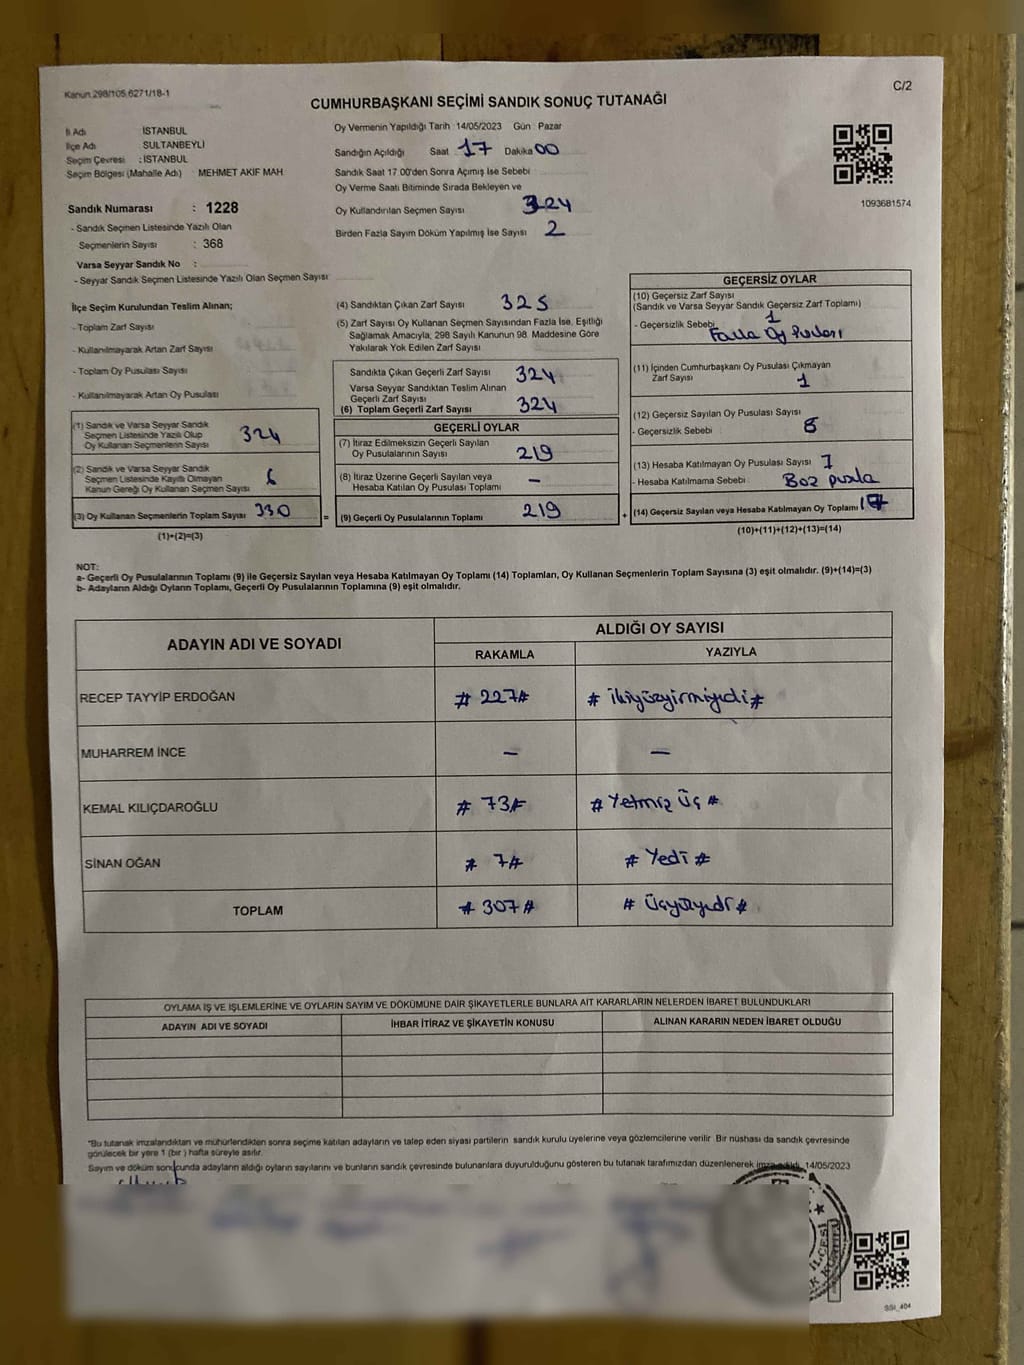 Kanun.298/105,6271/18-1
C/2
CUMHURBAŞKANI SEÇİMİ SANDIK SONUÇ TUTANAĞI
İl Adı İSTANBUL
İlçe Adı SULTANBEYLİ
Seçim Çevresi : İSTANBUL
Seçim Bölgesi (Mahalle Adı) : MEHMET AKİF MAH
Sandık Numarası : 1228
- Sandık Seçmen Listesinde Yazılı Olan
Seçmenlerin Sayısı : 368
Varsa Seyyar Sandık No :
- Seyyar Sandık Seçmen Listesinde Yazılı Olan Seçmen Sayısı
Oy Vermenin Yapıldığı Tarih 14/05/2023 Gün Pazar
Sandığın Açıldığı Saat 17 Dakika 00
Sandık Saat 17 00'den Sonra Açımış İse Sebebi
Oy Verme Saati Bitiminde Sırada Bekleyen ve
Oy Kullandırılan Seçmen Sayısı 324
Birden Fazla Sayım Döküm Yapılmış İse Sayısı 2
1093681574
İlçe Seçim Kurulundan Teslim Alınan;
- Toplam Zarf Sayısı
- Kullanılmayarak Artan Zarf Sayısı
- Toplam Oy Pusulası Sayısı
- Kullanılmayarak Artan Oy Pusulası
(1) Sandık ve Varsa Seyyar Sandık
Seçmen Listesinde Yazılı Olup
Oy Kullanan Seçmenlerin Sayısı 324
(2) Sandık ve Varsa Seyyar Sandık
Seçmen Listesinde Kayıtlı Olmayan
Kanun Gereği Oy Kullanan Seçmen Sayısı 6
(3) Oy Kullanan Seçmenlerin Toplam Sayısı 330
(1)+(2)=(3)
=
(4) Sandıktan Çıkan Zarf Sayısı 325
(5) Zarf Sayısı Oy Kullanan Seçmen Sayısından Fazla İse, Eşitliği
Sağlamak Amacıyla, 298 Sayılı Kanunun 98. Maddesine Göre
Yakılarak Yok Edilen Zarf Sayısı
Sandıkta Çıkan Geçerli Zarf Sayısı 324
Varsa Seyyar Sandıktan Teslim Alınan
Geçerli Zarf Sayısı
(6) Toplam Geçerli Zarf Sayısı 324
GEÇERLİ OYLAR
(7) İtiraz Edilmeksizin Geçerli Sayılan
Oy Pusulasının Sayısı 219
(8) İtiraz Üzerine Geçerli Sayılan veya
Hesaba Katılan Oy Pusulası Toplamı -
(9) Geçerli Oy Pusulalarının Toplamı 219
+
GEÇERSİZ OYLAR
(10) Geçersiz Zarf Sayısı
(Sandık ve Varsa Seyyar Sandık Geçersiz Zarf Toplamı)
1
- Geçersizlik Sebebi Fazla Oy Pusulası
(11) İçinden Cumhurbaşkanı Oy Pusulası Çıkmayan
Zarf Sayısı 1
(12) Geçersiz Sayılan Oy Pusulası Sayısı
- Geçersizlik Sebebi 8
(13) Hesaba Katılmayan Oy Pusulası Sayısı 7
- Hesaba Katılmama Sebebi Boz pusla
(14) Geçersiz Sayılan veya Hesaba Katılmayan Oy Toplamı 17
(10)+(11)+(12)+(13)=(14)
NOT:
a- Geçerli Oy Pusulalarının Toplamı (9) ile Geçersiz Sayılan veya Hesaba Katılmayan Oy Toplamı (14) Toplamları, Oy Kullanan Seçmenlerin Toplam Sayısına (3) eşit olmalıdır. (9)+(14)=(3)
b- Adayların Aldığı Oyların Toplamı, Geçerli Oy Pusulalarının Toplamına (9) eşit olmalıdır.
ADAYIN ADI VE SOYADI
ALDIĞI OY SAYISI
RAKAMLA YAZIYLA
RECEP TAYYİP ERDOĞAN # 227# # ikiyüzyirmiyedi #
MUHARREM İNCE - -
KEMAL KILIÇDAROĞLU # 73# # Yetmiş Üç #
SİNAN OĞAN # 7# # Yedi #
TOPLAM # 307# # Üçyüzyedi #
OYLAMA İŞ VE İŞLEMLERİNE VE OYLARIN SAYIM VE DÖKÜMÜNE DAİR ŞİKAYETLERLE BUNLARA AİT KARARLARIN NELERDEN İBARET BULUNDUKLARI
ADAYIN ADI VE SOYADI İHBAR İTİRAZ VE ŞİKAYETİN KONUSU ALINAN KARARIN NEDEN İBARET OLDUĞU
*Bu tutanak imzalandıktan ve mühürlendikten sonra seçime katılan adayların ve talep eden siyasi partilerin sandık kurulu üyelerine veya gözlemcilerine verilir Bir nüshası da sandık çevresinde
görülecek bir yere 1 (bir) hafta süreyle asılır.
Sayım ve döküm sonucunda adayların aldığı oyların sayılarını ve bunların sandık çevresinde bulunanlara duyurulduğunu gösteren bu tutanak tarafımızdan düzenlenerek imza edildi. 14/05/2023
İLÇESİ
SSİ_404